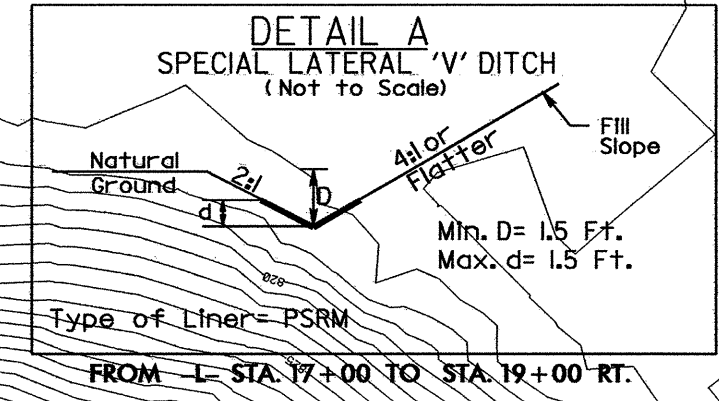 DETAIL A
SPECIAL LATERAL 'V' DITCH
(Not to Scale)
Natural
Ground
2:1
D
d
4:1 or
Flatter
Fill
Slope
Min. D= 1.5 Ft.
Max. d= 1.5 Ft.
820
Type of Liner= PSRM
825
FROM -L- STA. 17+00 TO STA. 19+00 RT.